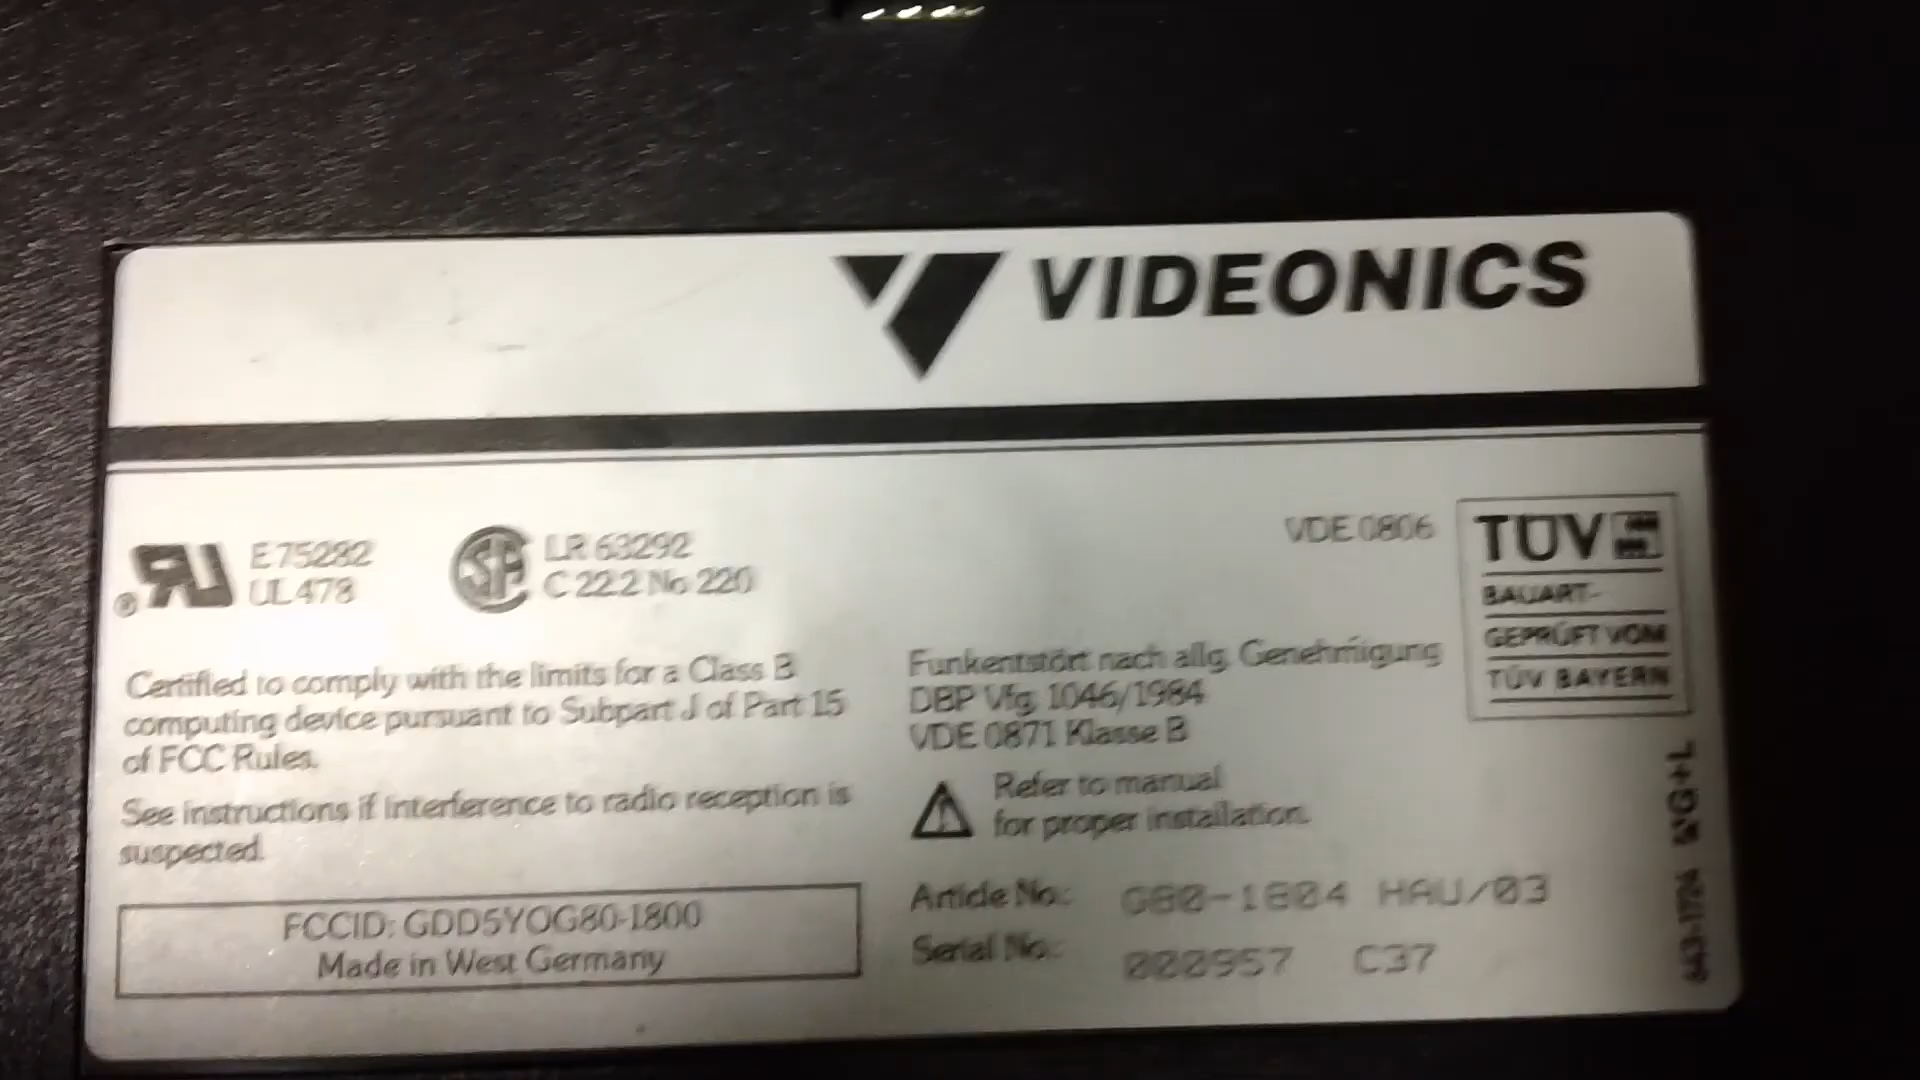 VIDEONICS
E 75282
UL 478
LR 63292
C 22.2 No 220
VDE 0806
TÜV
BAUART-
GEPRÜFT VOM
TÜV BAYERN
Certified to comply with the limits for a Class B
computing device pursuant to Subpart J of Part 15
of FCC Rules.
See instructions if interference to radio reception is
suspected.
FCCID: GDD5YOG80-1800
Made in West Germany
Funkentstört nach allg. Genehmigung
DBP Vfg. 1046/1984
VDE 0871 Klasse B
Refer to manual
for proper installation.
Article No.: G80-1804 HAU/03
Serial No.: 000957 C37